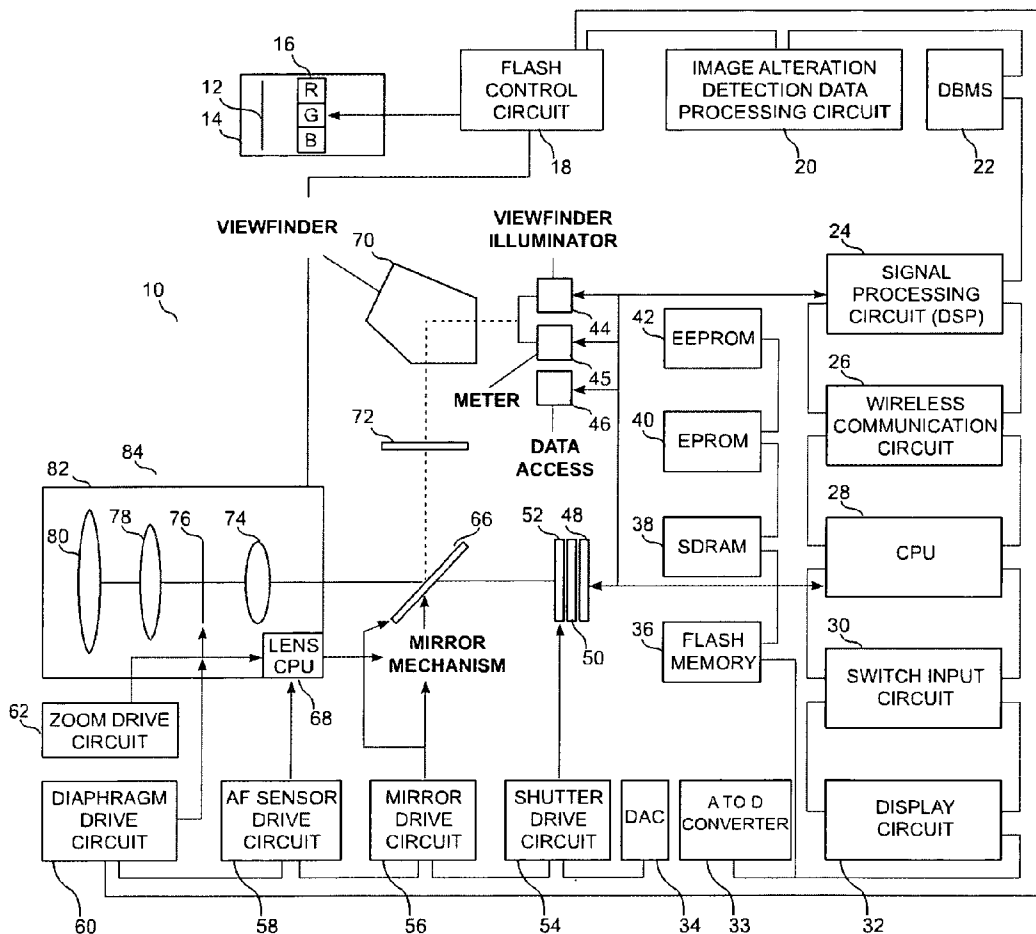 16
R
G
B
12
14
FLASH
CONTROL
CIRCUIT
18
IMAGE ALTERATION
DETECTION DATA
PROCESSING CIRCUIT
20
DBMS
22
VIEWFINDER
70
VIEWFINDER
ILLUMINATOR
24
SIGNAL
PROCESSING
CIRCUIT (DSP)
10
44
45
46
METER
DATA
ACCESS
42
EEPROM
26
WIRELESS
COMMUNICATION
CIRCUIT
72
40
EPROM
82
84
80
78
76
74
66
52
48
50
38
SDRAM
28
CPU
LENS
CPU
68
MIRROR
MECHANISM
36
FLASH
MEMORY
30
SWITCH INPUT
CIRCUIT
62
ZOOM DRIVE
CIRCUIT
DIAPHRAGM
DRIVE
CIRCUIT
60
AF SENSOR
DRIVE
CIRCUIT
58
MIRROR
DRIVE
CIRCUIT
56
SHUTTER
DRIVE
CIRCUIT
54
DAC
34
A TO D
CONVERTER
33
DISPLAY
CIRCUIT
32